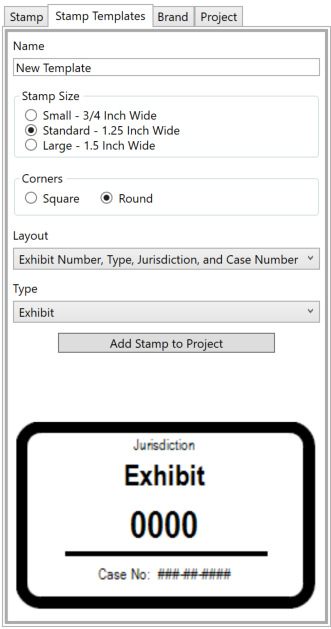 Stamp Stamp Templates Brand Project
Name
New Template
Stamp Size
Small - 3/4 Inch Wide
Standard - 1.25 Inch Wide
Large - 1.5 Inch Wide
Corners
Square Round
Layout
Exhibit Number, Type, Jurisdiction, and Case Number
Type
Exhibit
Add Stamp to Project
Jurisdiction
Exhibit
0000
Case No: ###-##-####